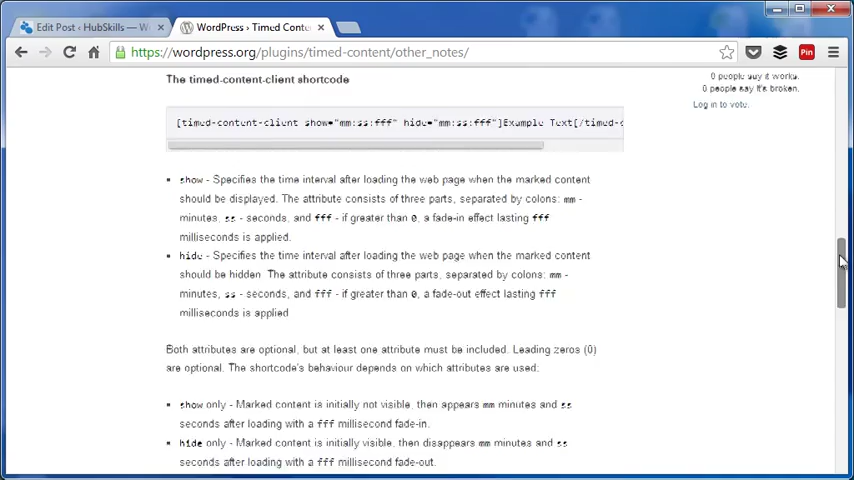 Edit Post ‹ HubSkills — W
WordPress › Timed Conte
https://wordpress.org/plugins/timed-content/other_notes/
Pin
The timed-content-client shortcode
0 people say it works.
0 people say it's broken.
Log in to vote.
[timed-content-client show="mm:ss:fff" hide="mm:ss:fff"]Example Text[/timed-c
show - Specifies the time interval after loading the web page when the marked content
should be displayed. The attribute consists of three parts, separated by colons: mm -
minutes, ss - seconds, and fff - if greater than 0, a fade-in effect lasting fff
milliseconds is applied.
hide - Specifies the time interval after loading the web page when the marked content
should be hidden. The attribute consists of three parts, separated by colons: mm -
minutes, ss - seconds, and fff - if greater than 0, a fade-out effect lasting fff
milliseconds is applied
Both attributes are optional, but at least one attribute must be included. Leading zeros (0)
are optional. The shortcode's behaviour depends on which attributes are used:
show only - Marked content is initially not visible, then appears mm minutes and ss
seconds after loading with a fff millisecond fade-in.
hide only - Marked content is initially visible, then disappears mm minutes and ss
seconds after loading with a fff millisecond fade-out.